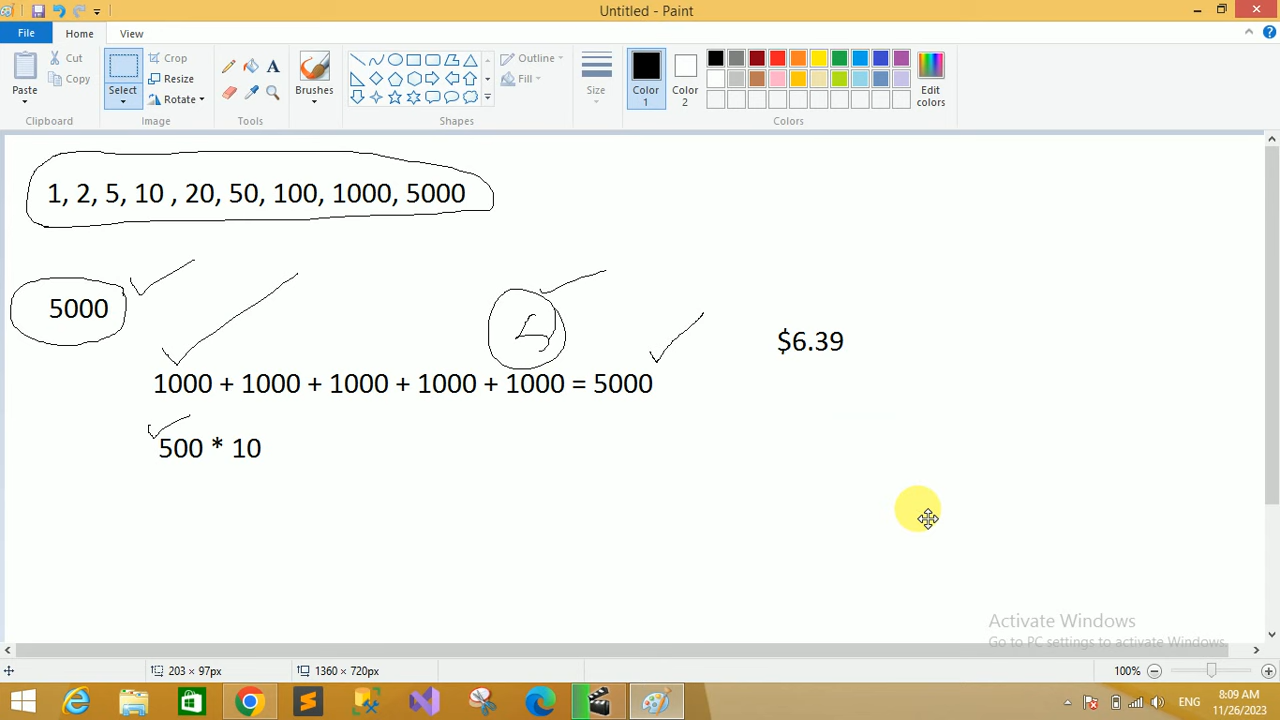 Untitled - Paint
File
Home
View
Paste
Cut
Copy
Clipboard
Select
Crop
Resize
Rotate
Image
A
Tools
Brushes
Outline
Fill
Shapes
Size
Color 1
Color 2
Edit colors
Colors
1, 2, 5, 10 , 20, 50, 100, 1000, 5000
5000
5
$6.39
1000 + 1000 + 1000 + 1000 + 1000 = 5000
500 * 10
Activate Windows
Go to PC settings to activate Windows.
203 × 97px
1360 × 720px
100%
ENG
8:09 AM
11/26/2023